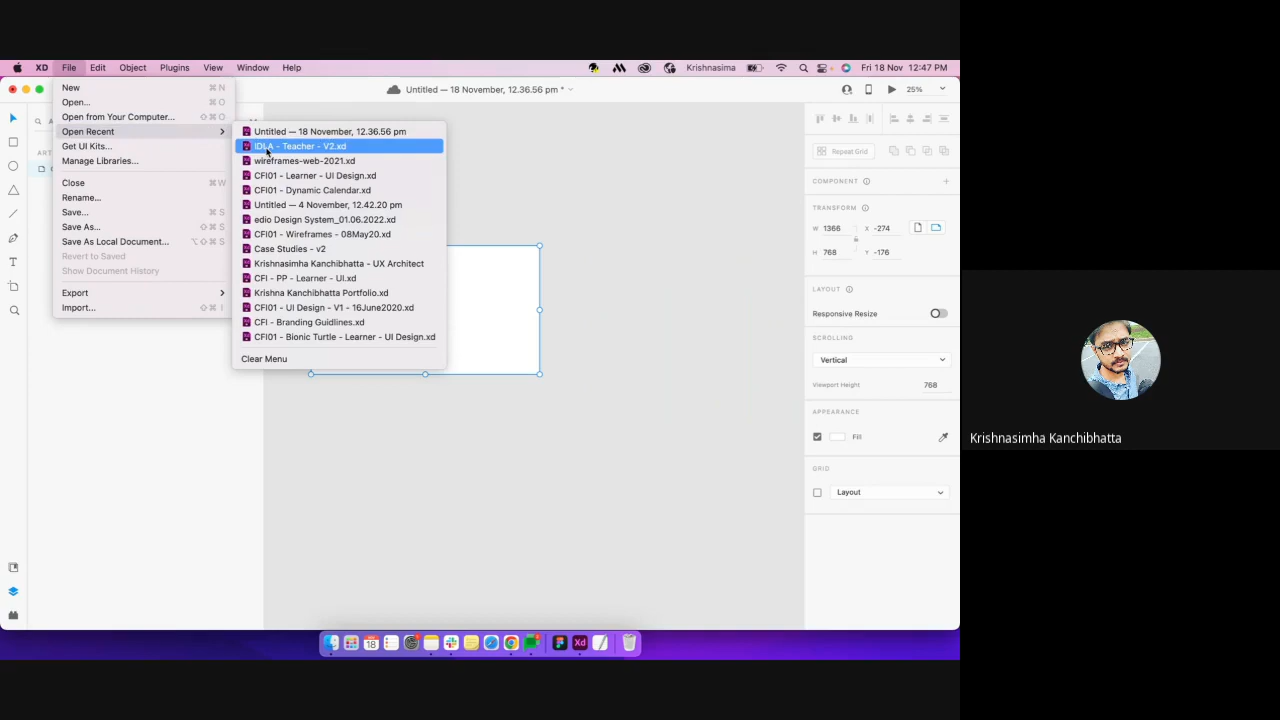 XD File Edit Object Plugins View Window Help Krishnasima Fri 18 Nov 12:47 PM
Untitled — 18 November, 12.36.56 pm *
25%
New ⌘ N
Open... ⌘ O
Open from Your Computer... ⇧ ⌘ O
Open Recent
Get UI Kits...
Manage Libraries...
Close ⌘ W
Rename...
Save... ⌘ S
Save As... ⇧ ⌘ S
Save As Local Document... ⌥ ⇧ ⌘ S
Revert to Saved
Show Document History
Export
Import... ⇧ ⌘ I
Untitled — 18 November, 12.36.56 pm
IDLA - Teacher - V2.xd
wireframes-web-2021.xd
CFI01 - Learner - UI Design.xd
CFI01 - Dynamic Calendar.xd
Untitled — 4 November, 12.42.20 pm
edio Design System_01.06.2022.xd
CFI01 - Wireframes - 08May20.xd
Case Studies - v2
Krishnasimha Kanchibhatta - UX Architect
CFI - PP - Learner - UI.xd
Krishna Kanchibhatta Portfolio.xd
CFI01 - UI Design - V1 - 16June2020.xd
CFI - Branding Guidlines.xd
CFI01 - Bionic Turtle - Learner - UI Design.xd
Clear Menu
Repeat Grid
COMPONENT
TRANSFORM
W 1366 X -274
H 768 Y -176
LAYOUT
Responsive Resize
SCROLLING
Vertical
Viewport Height 768
APPEARANCE
Fill
GRID
Layout
18
Xd
Krishnasimha Kanchibhatta